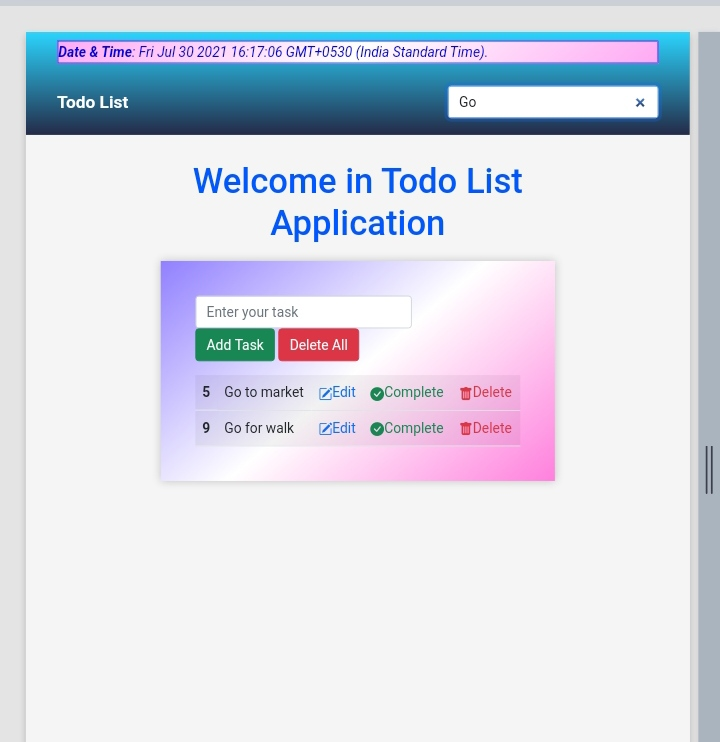 Date & Time: Fri Jul 30 2021 16:17:06 GMT+0530 (India Standard Time).
Todo List
Go
Welcome in Todo List
Application
Enter your task
Add Task Delete All
5 Go to market Edit Complete Delete
9 Go for walk Edit Complete Delete